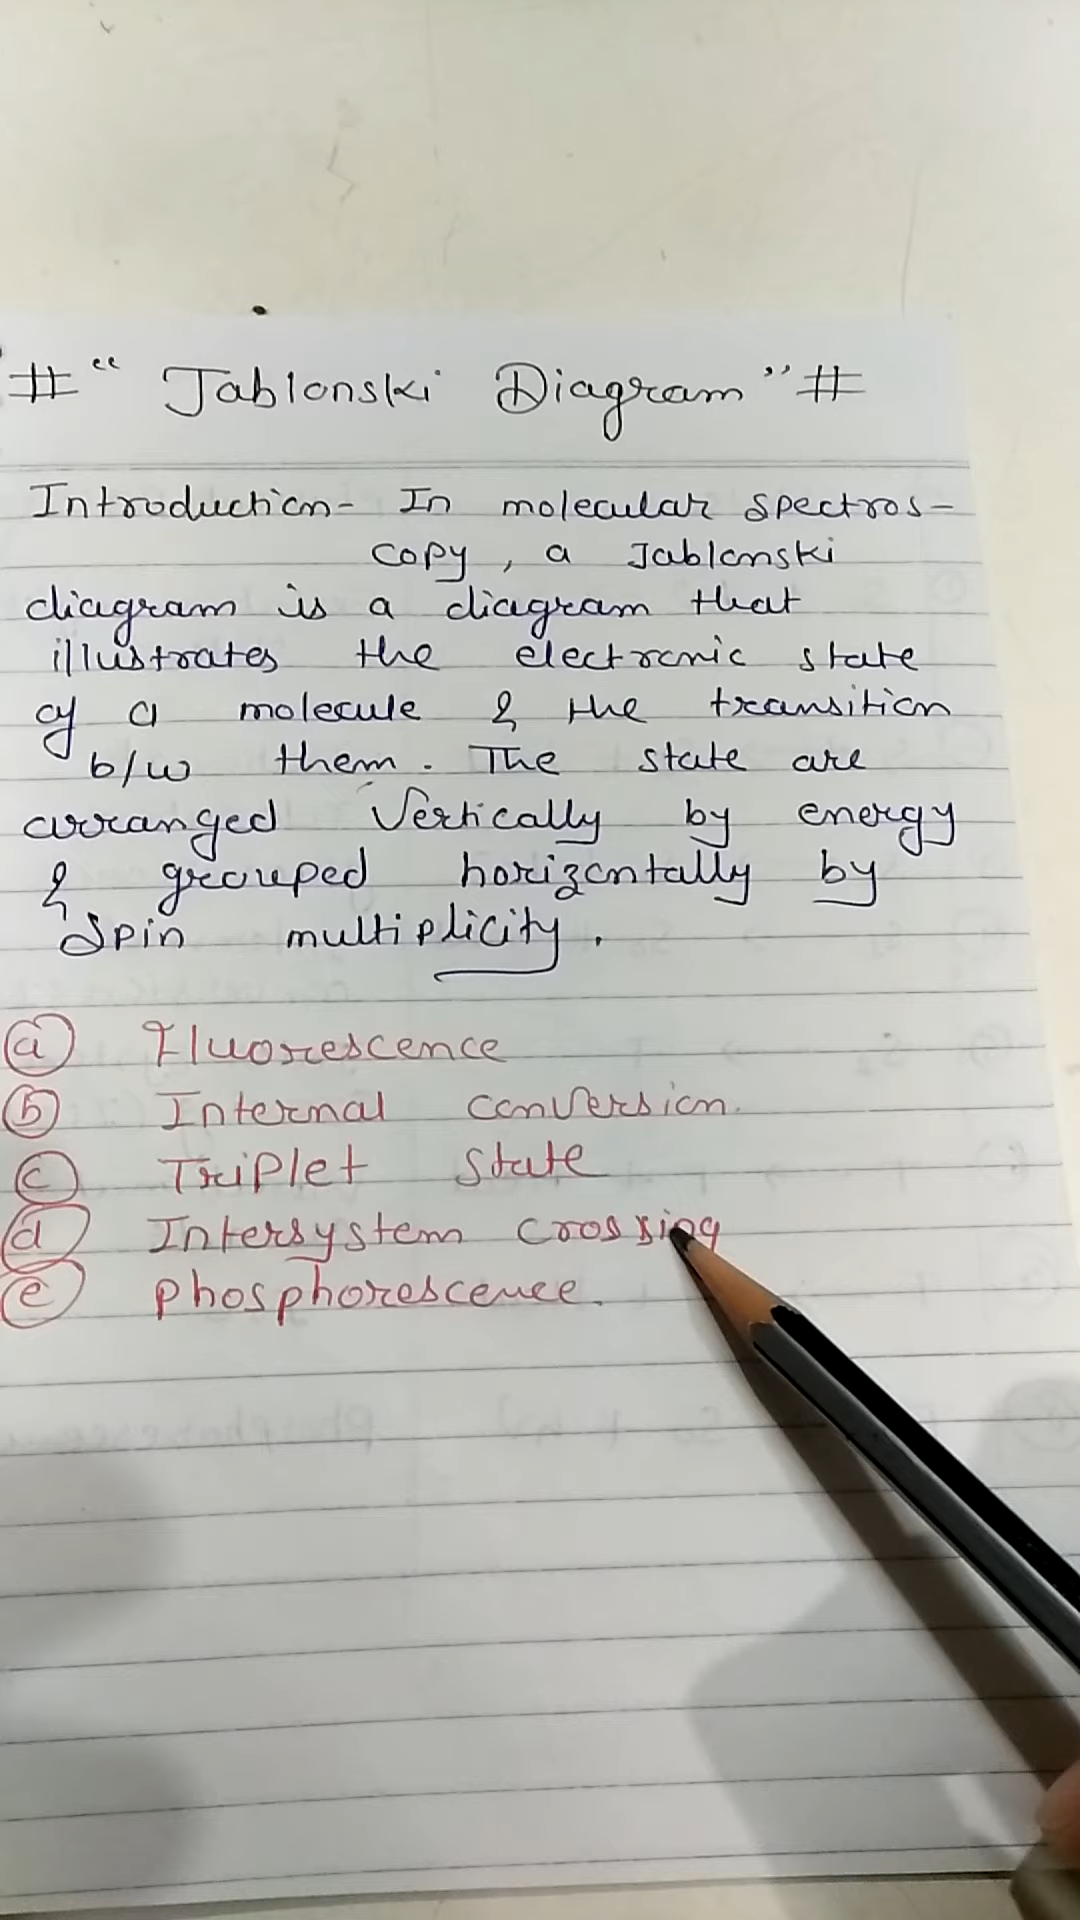 # “ Jablonski Diagram ” #
Introduction - In molecular spectros-
copy, a Jablonski
diagram is a diagram that
illustrates the electronic state
of a molecule & the transition
b/w them. The state are
arranged vertically by energy
& grouped horizontally by
spin multiplicity.
(a) Fluorescence
(b) Internal conversion.
(c) Triplet state
(d) Intersystem crossing
(e) Phosphorescence.